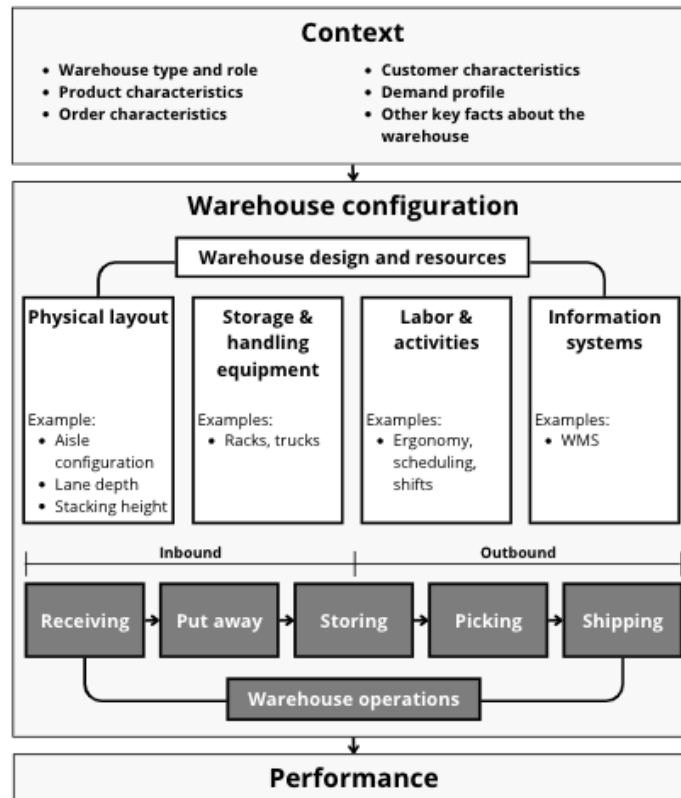 Context
• Warehouse type and role
• Product characteristics
• Order characteristics
• Customer characteristics
• Demand profile
• Other key facts about the
warehouse
Warehouse configuration
Warehouse design and resources
Physical layout
Example:
• Aisle
configuration
• Lane depth
• Stacking height
Storage &
handling
equipment
Examples:
• Racks, trucks
Labor &
activities
Examples:
• Ergonomy,
scheduling,
shifts
Information
systems
Examples:
• WMS
Inbound
Outbound
Receiving
Put away
Storing
Picking
Shipping
Warehouse operations
Performance